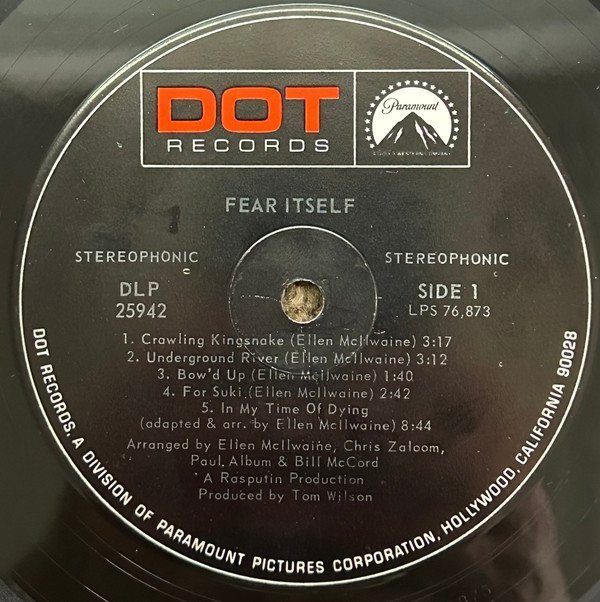 DOT
RECORDS
Paramount
FEAR ITSELF
STEREOPHONIC
STEREOPHONIC
DLP
25942
SIDE 1
LPS 76,873
1. Crawling Kingsnake (Ellen McIlwaine) 3:17
2. Underground River (Ellen McIlwaine) 3:12
3. Bow'd Up (Ellen McIlwaine) 1:40
4. For Suki (Ellen McIlwaine) 2:42
5. In My Time Of Dying
(adapted & arr. by Ellen McIlwaine) 8:44
Arranged by Ellen McIlwaine, Chris Zaloom,
Paul Album & Bill McCord
A Rasputin Production
Produced by Tom Wilson
DOT RECORDS, A DIVISION OF PARAMOUNT PICTURES CORPORATION, HOLLYWOOD, CALIFORNIA 90028